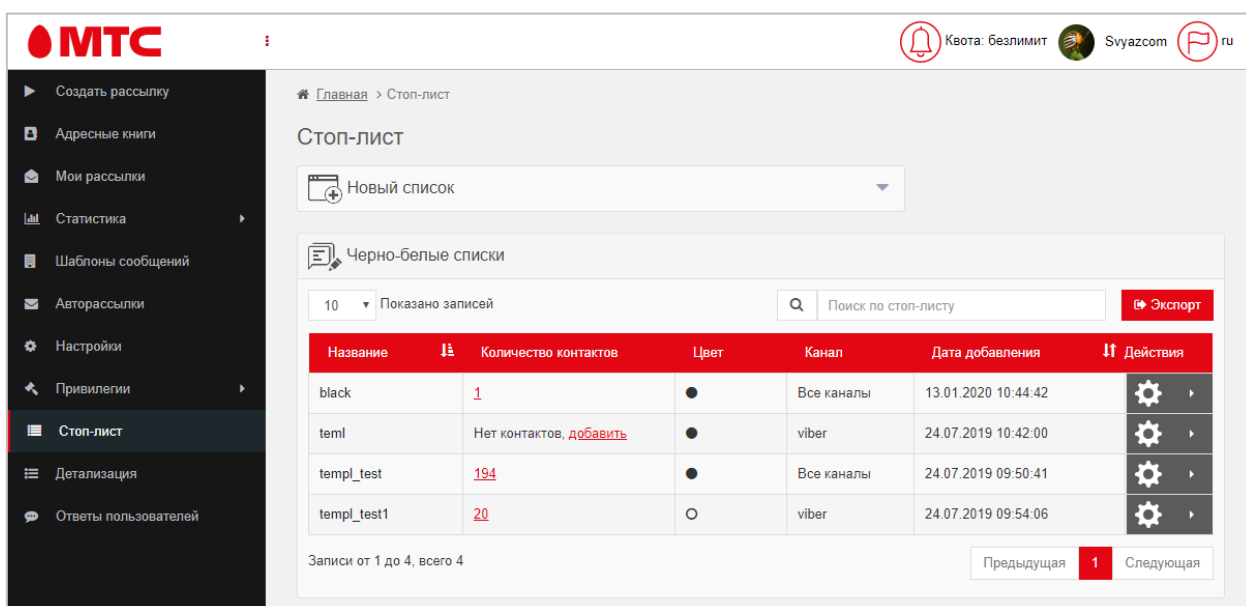 МТС
Квота: безлимит
Svyazcom
ru
Создать рассылку
Адресные книги
Мои рассылки
Статистика
Шаблоны сообщений
Авторассылки
Настройки
Привилегии
Стоп-лист
Детализация
Ответы пользователей
Главная > Стоп-лист
Стоп-лист
Новый список
Черно-белые списки
10 Показано записей
Поиск по стоп-листу
Экспорт
Название Количество контактов Цвет Канал Дата добавления Действия
black 1 Все каналы 13.01.2020 10:44:42
teml Нет контактов, добавить viber 24.07.2019 10:42:00
templ_test 194 Все каналы 24.07.2019 09:50:41
templ_test1 20 viber 24.07.2019 09:54:06
Записи от 1 до 4, всего 4
Предыдущая 1 Следующая